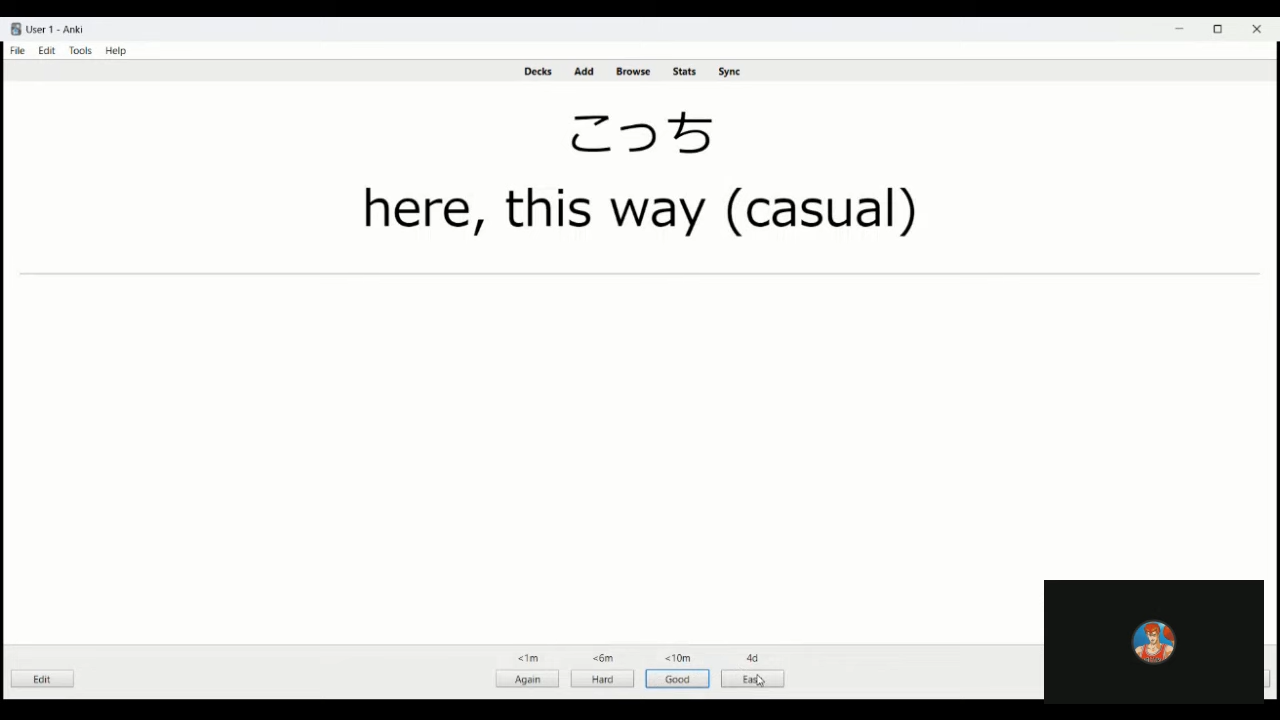 User 1 - Anki
File Edit Tools Help
Decks Add Browse Stats Sync
こっち
here, this way (casual)
<1m <6m <10m 4d
Edit Again Hard Good Easy